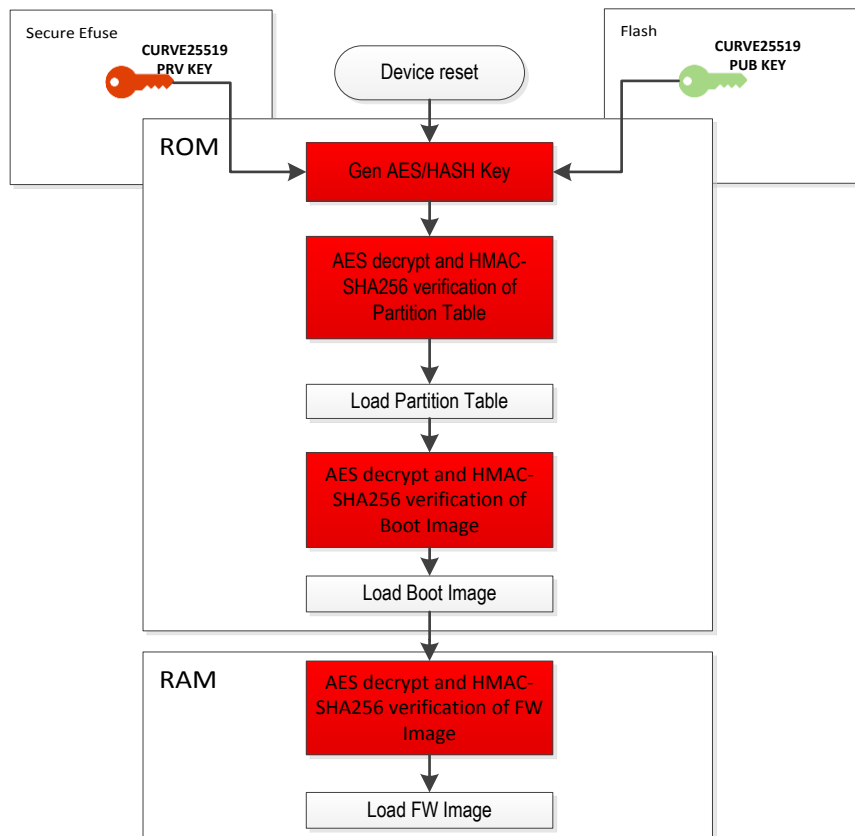 Secure Efuse
CURVE25519
PRV KEY
Device reset
Flash
CURVE25519
PUB KEY
ROM
Gen AES/HASH Key
AES decrypt and HMAC-
SHA256 verification of
Partition Table
Load Partition Table
AES decrypt and HMAC-
SHA256 verification of
Boot Image
Load Boot Image
RAM
AES decrypt and HMAC-
SHA256 verification of FW
Image
Load FW Image